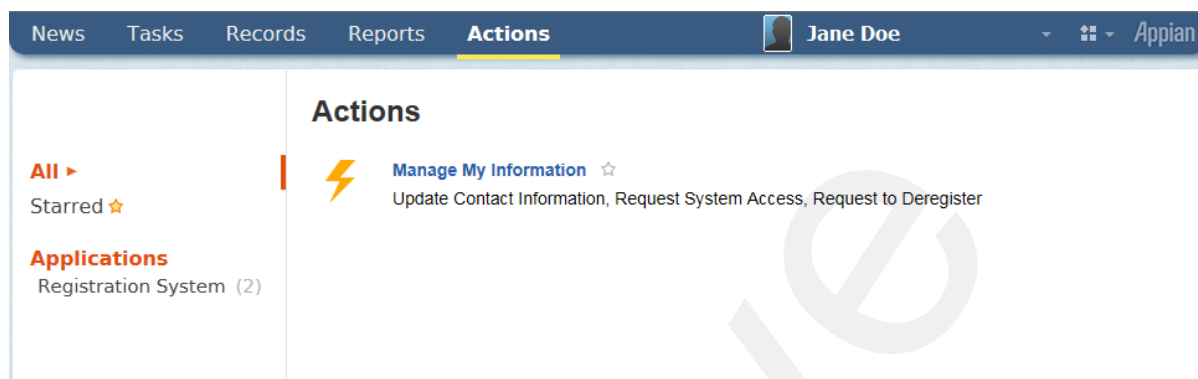 News Tasks Records Reports Actions Jane Doe Appian
Actions
All
Manage My Information
Update Contact Information, Request System Access, Request to Deregister
Starred
Applications
Registration System (2)